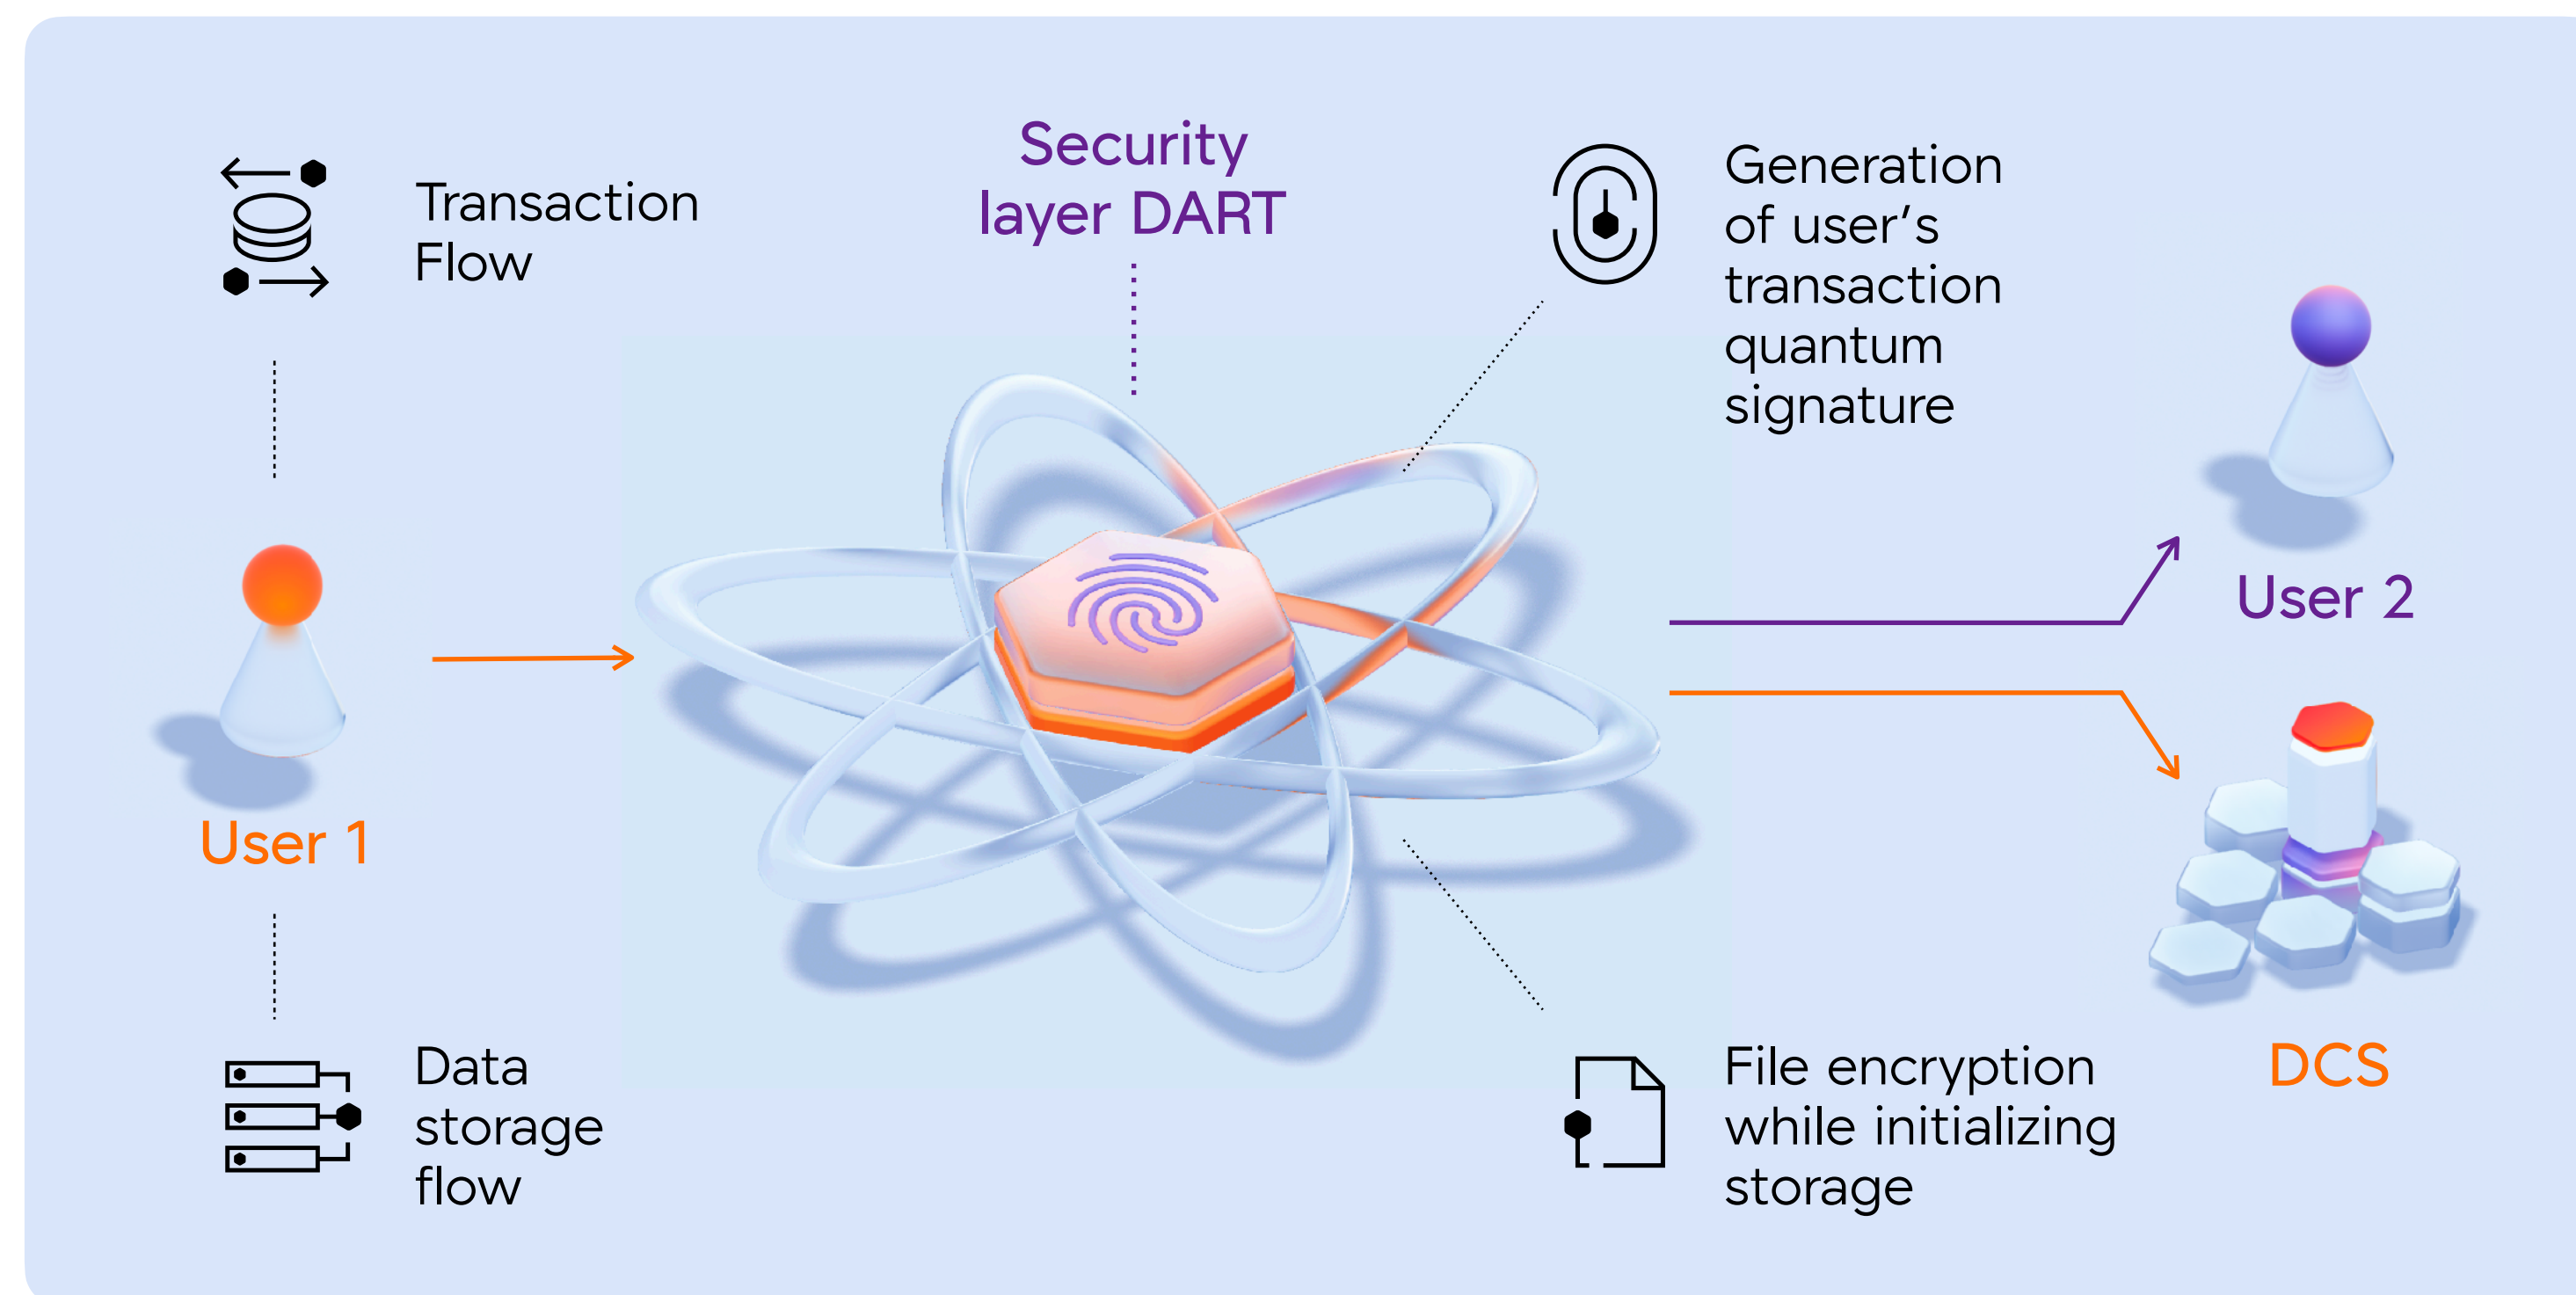 Transaction
Flow
Security
layer DART
Generation
of user's
transaction
quantum
signature
User 1
User 2
Data
storage
flow
File encryption
while initializing
storage
DCS